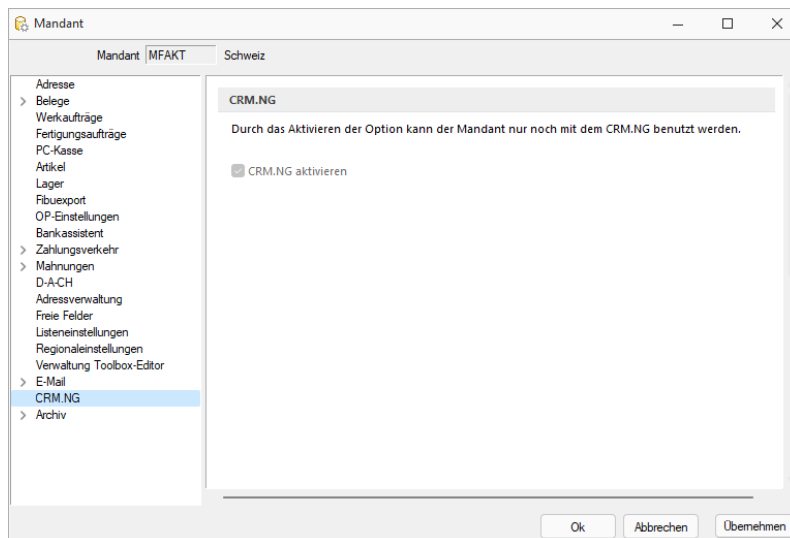 Mandant
Mandant MFAKT Schweiz
Adresse
Belege
Werkaufträge
Fertigungsaufträge
PC-Kasse
Artikel
Lager
Fibuexport
OP-Einstellungen
Bankassistent
Zahlungsverkehr
Mahnungen
D-A-CH
Adressverwaltung
Freie Felder
Listeneinstellungen
Regionaleinstellungen
Verwaltung Toolbox-Editor
E-Mail
CRM.NG
Archiv
CRM.NG
Durch das Aktivieren der Option kann der Mandant nur noch mit dem CRM.NG benutzt werden.
CRM.NG aktivieren
Ok Abbrechen Übernehmen